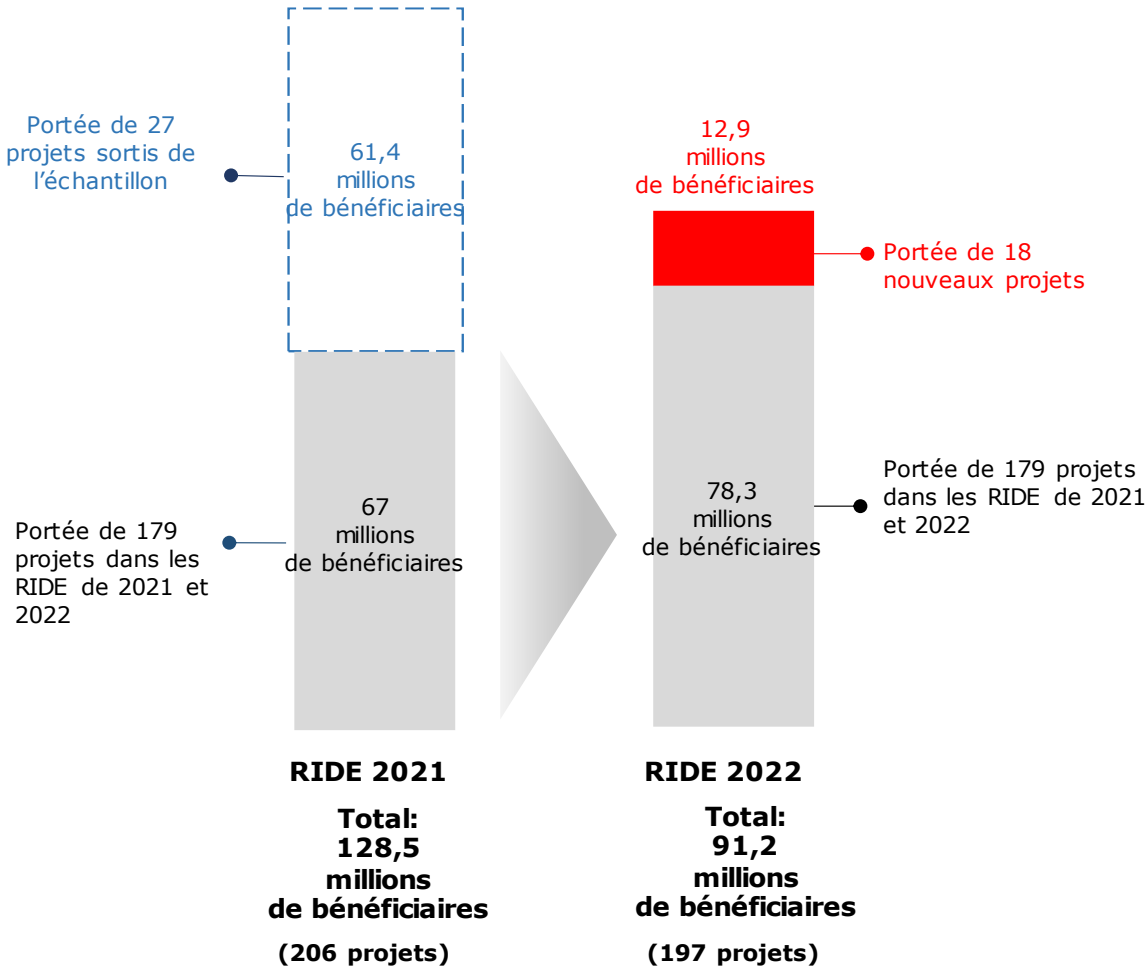 Portée de 27
projets sortis de
l'échantillon
61,4
millions
de bénéficiaires
12,9
millions
de bénéficiaires
Portée de 18
nouveaux projets
Portée de 179
projets dans les
RIDE de 2021 et
2022
67
millions
de bénéficiaires
78,3
millions
de bénéficiaires
Portée de 179 projets
dans les RIDE de 2021
et 2022
RIDE 2021
Total:
128,5
millions
de bénéficiaires
(206 projets)
RIDE 2022
Total:
91,2
millions
de bénéficiaires
(197 projets)